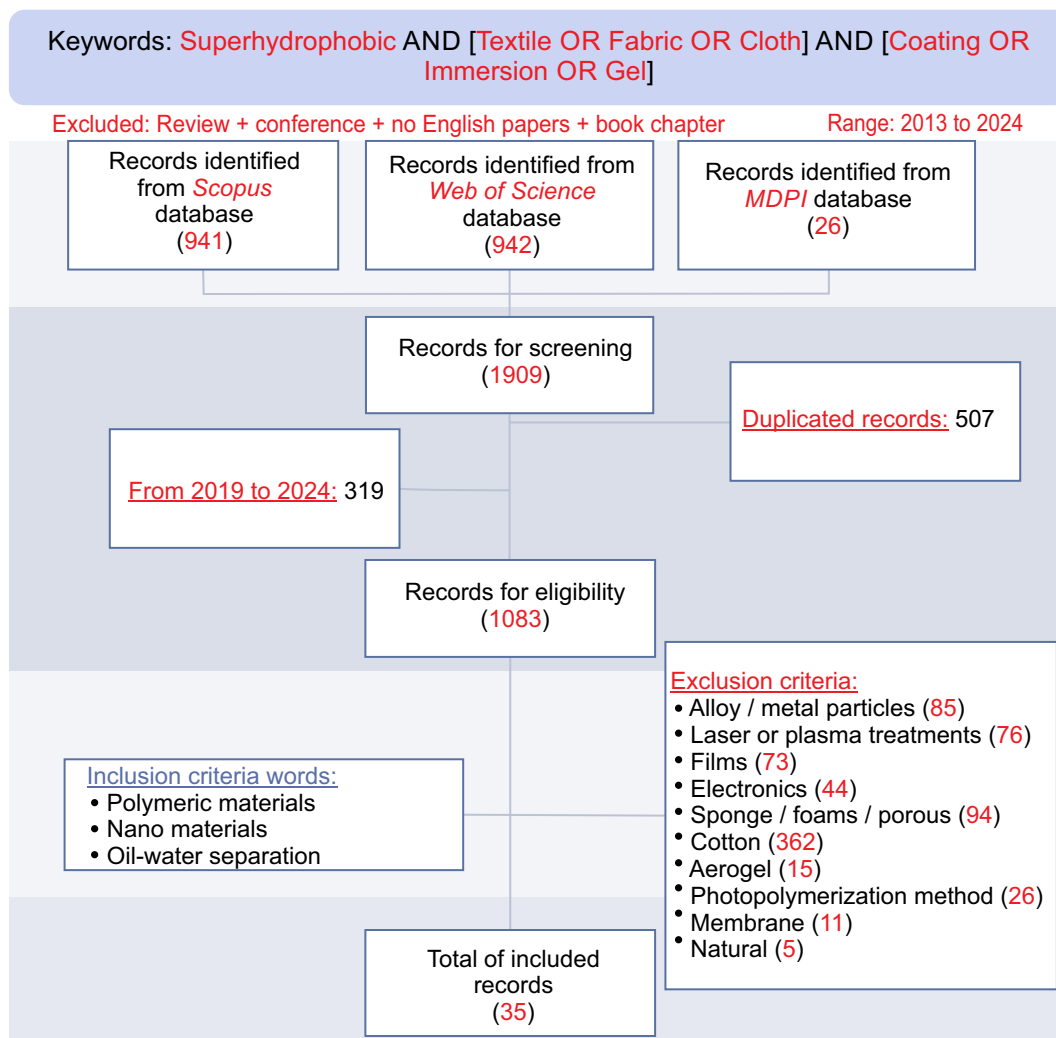 Keywords: Superhydrophobic AND [Textile OR Fabric OR Cloth] AND [Coating OR
Immersion OR Gel]
Excluded: Review + conference + no English papers + book chapter
Range: 2013 to 2024
Records identified
from Scopus
database
(941)
Records identified from
Web of Science
database
(942)
Records identified from
MDPI database
(26)
Records for screening
(1909)
Duplicated records: 507
From 2019 to 2024: 319
Records for eligibility
(1083)
Inclusion criteria words:
• Polymeric materials
• Nano materials
• Oil-water separation
Exclusion criteria:
• Alloy / metal particles (85)
• Laser or plasma treatments (76)
• Films (73)
• Electronics (44)
• Sponge / foams / porous (94)
• Cotton (362)
• Aerogel (15)
• Photopolymerization method (26)
• Membrane (11)
• Natural (5)
Total of included
records
(35)